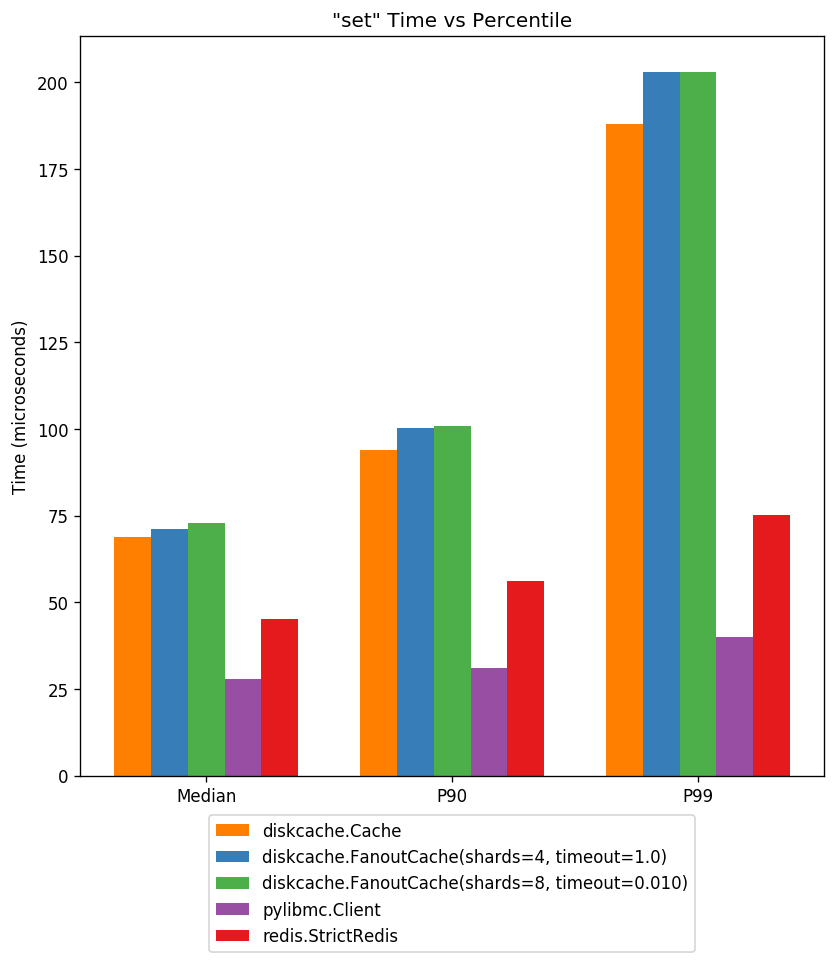 "set" Time vs Percentile
Time (microseconds)
200
175
150
125
100
75
50
25
0
Median P90 P99
diskcache.Cache
diskcache.FanoutCache(shards=4, timeout=1.0)
diskcache.FanoutCache(shards=8, timeout=0.010)
pylibmc.Client
redis.StrictRedis